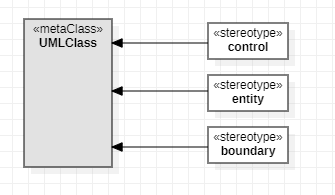 «metaClass»
UMLClass
«stereotype»
control
«stereotype»
entity
«stereotype»
boundary